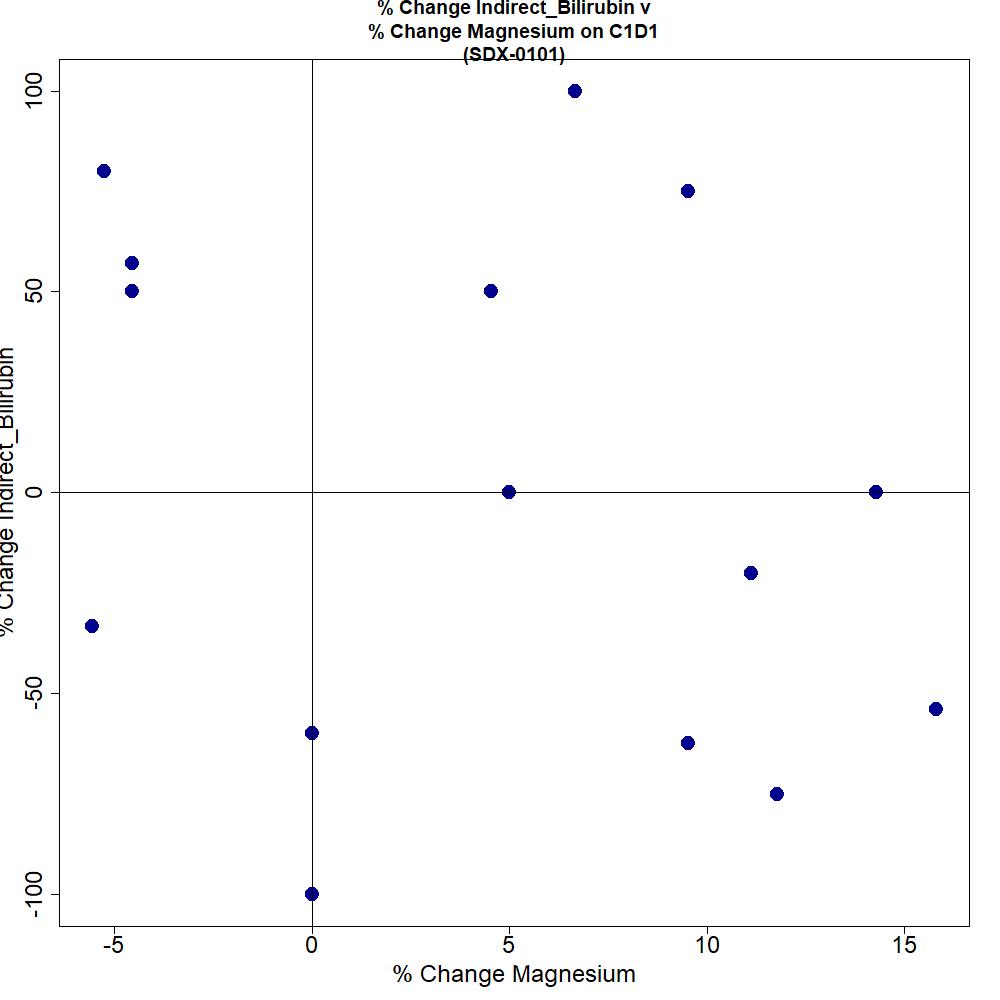 % Change Indirect_Bilirubin v
% Change Magnesium on C1D1
(SDX-0101)
100
50
0
-50
-100
% Change Indirect_Bilirubin
-5
0
5
10
15
% Change Magnesium